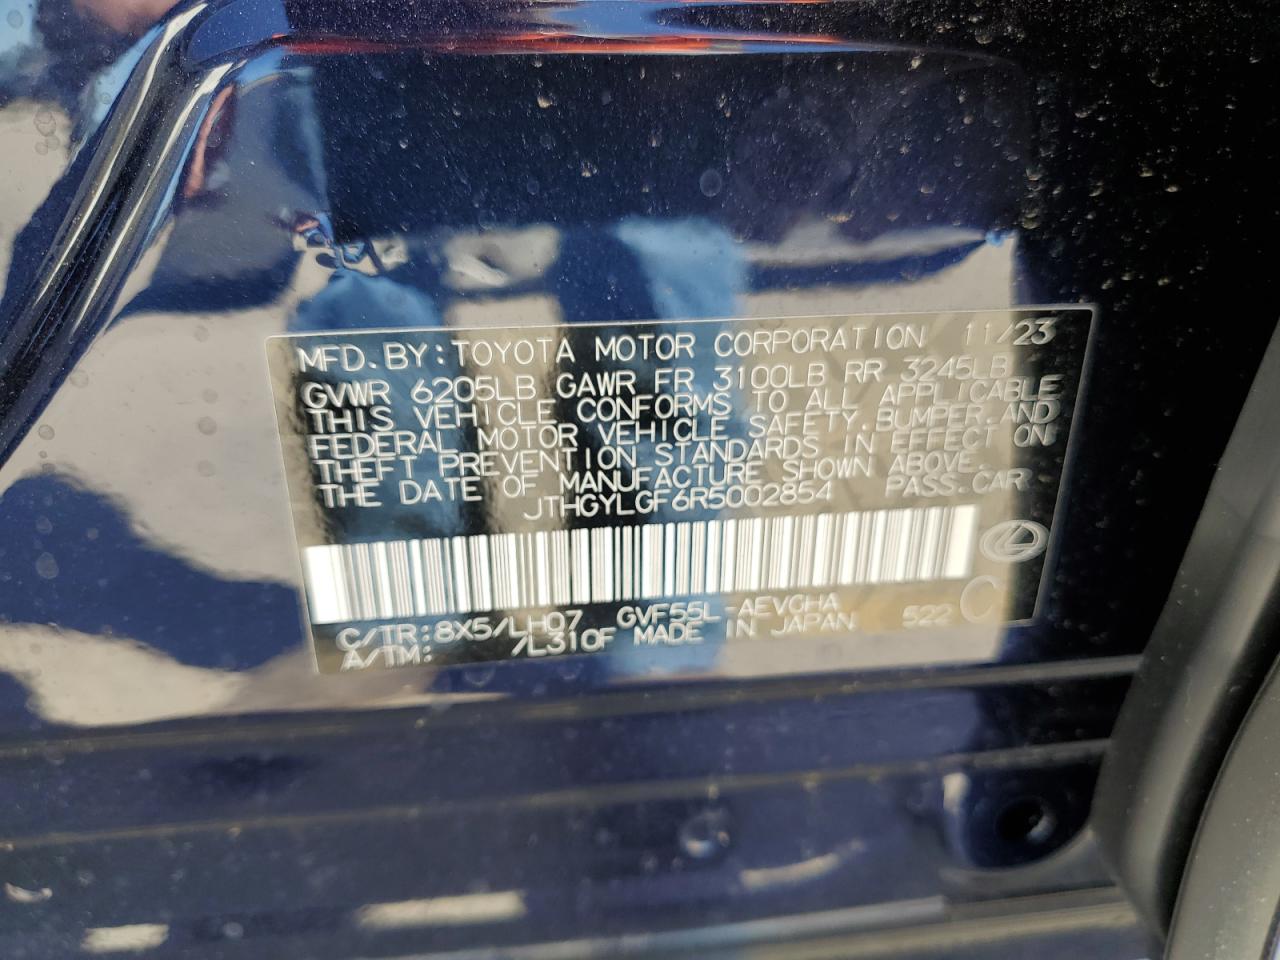 MFD. BY: TOYOTA MOTOR CORPORATION 11/23
GVWR 6205LB GAWR FR 3100LB RR 3245LB
THIS VEHICLE CONFORMS TO ALL APPLICABLE
FEDERAL MOTOR VEHICLE SAFETY, BUMPER, AND
THEFT PREVENTION STANDARDS IN EFFECT ON
THE DATE OF MANUFACTURE SHOWN ABOVE.
JTHGYLGF6R5002854 PASS. CAR
C/TR: 8X5/LH07 GVF55L-AEVGHA
A/TM: /L310F MADE IN JAPAN 522 C